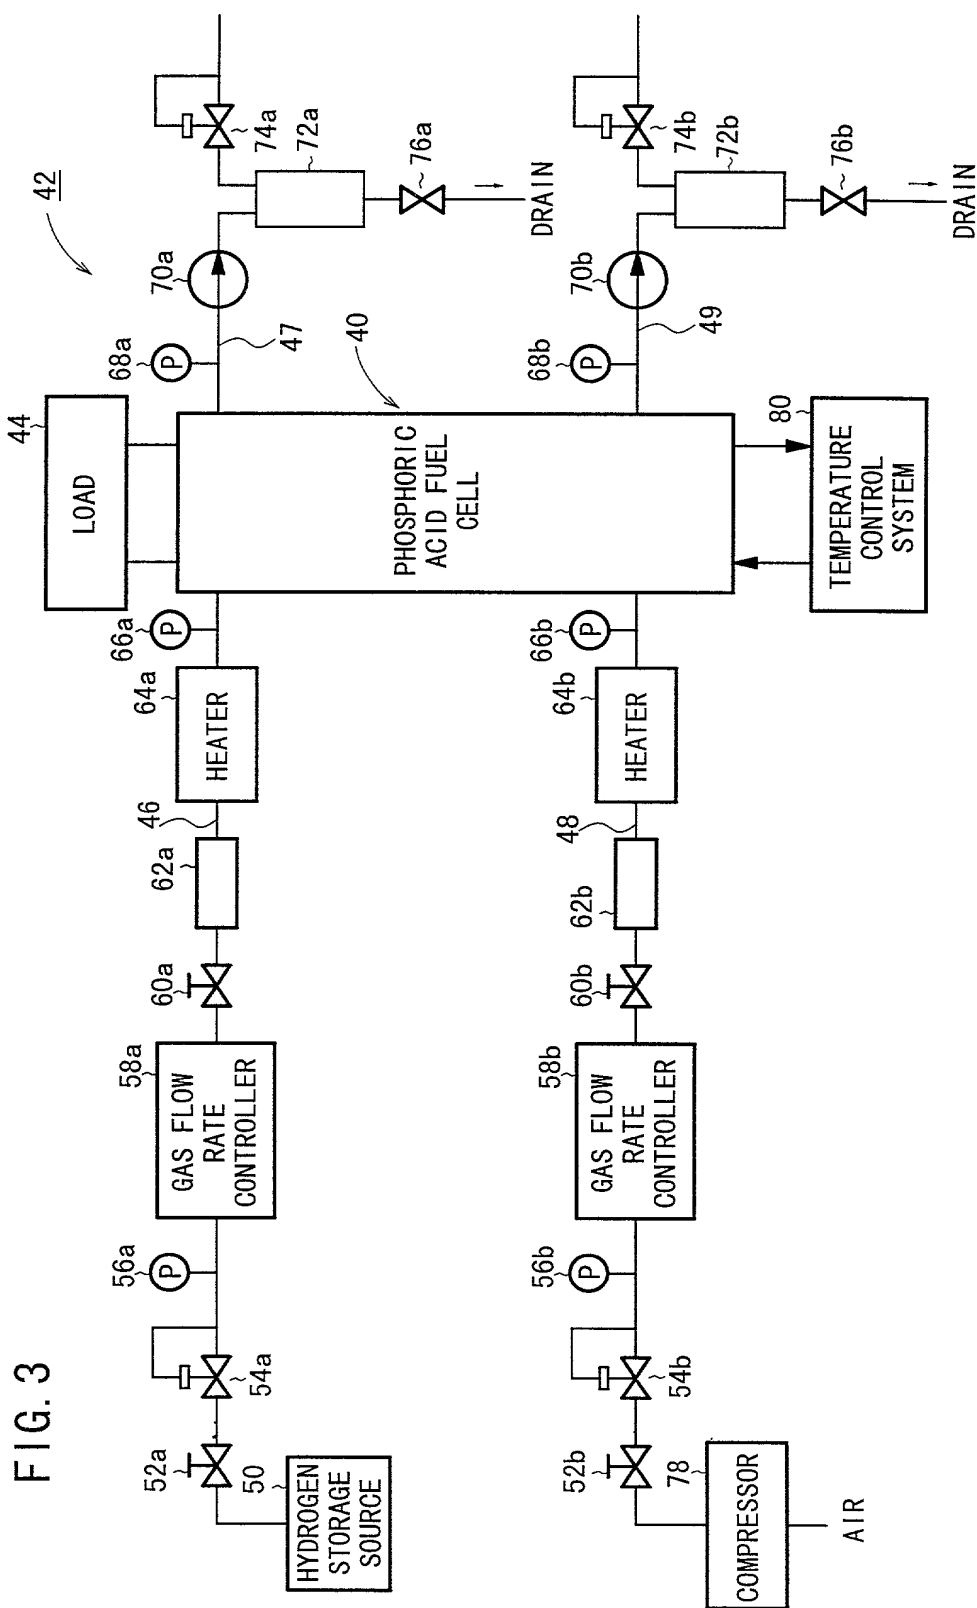 FIG. 3
42
44
LOAD
40
PHOSPHORIC
ACID FUEL
CELL
80
TEMPERATURE
CONTROL
SYSTEM
50
HYDROGEN
STORAGE
SOURCE
52a
54a
56a
P
58a
GAS FLOW
RATE
CONTROLLER
60a
62a
46
64a
HEATER
66a
P
68a
P
47
70a
72a
74a
76a
DRAIN
AIR
78
COMPRESSOR
52b
54b
56b
P
58b
GAS FLOW
RATE
CONTROLLER
60b
62b
48
64b
HEATER
66b
P
68b
P
49
70b
72b
74b
76b
DRAIN